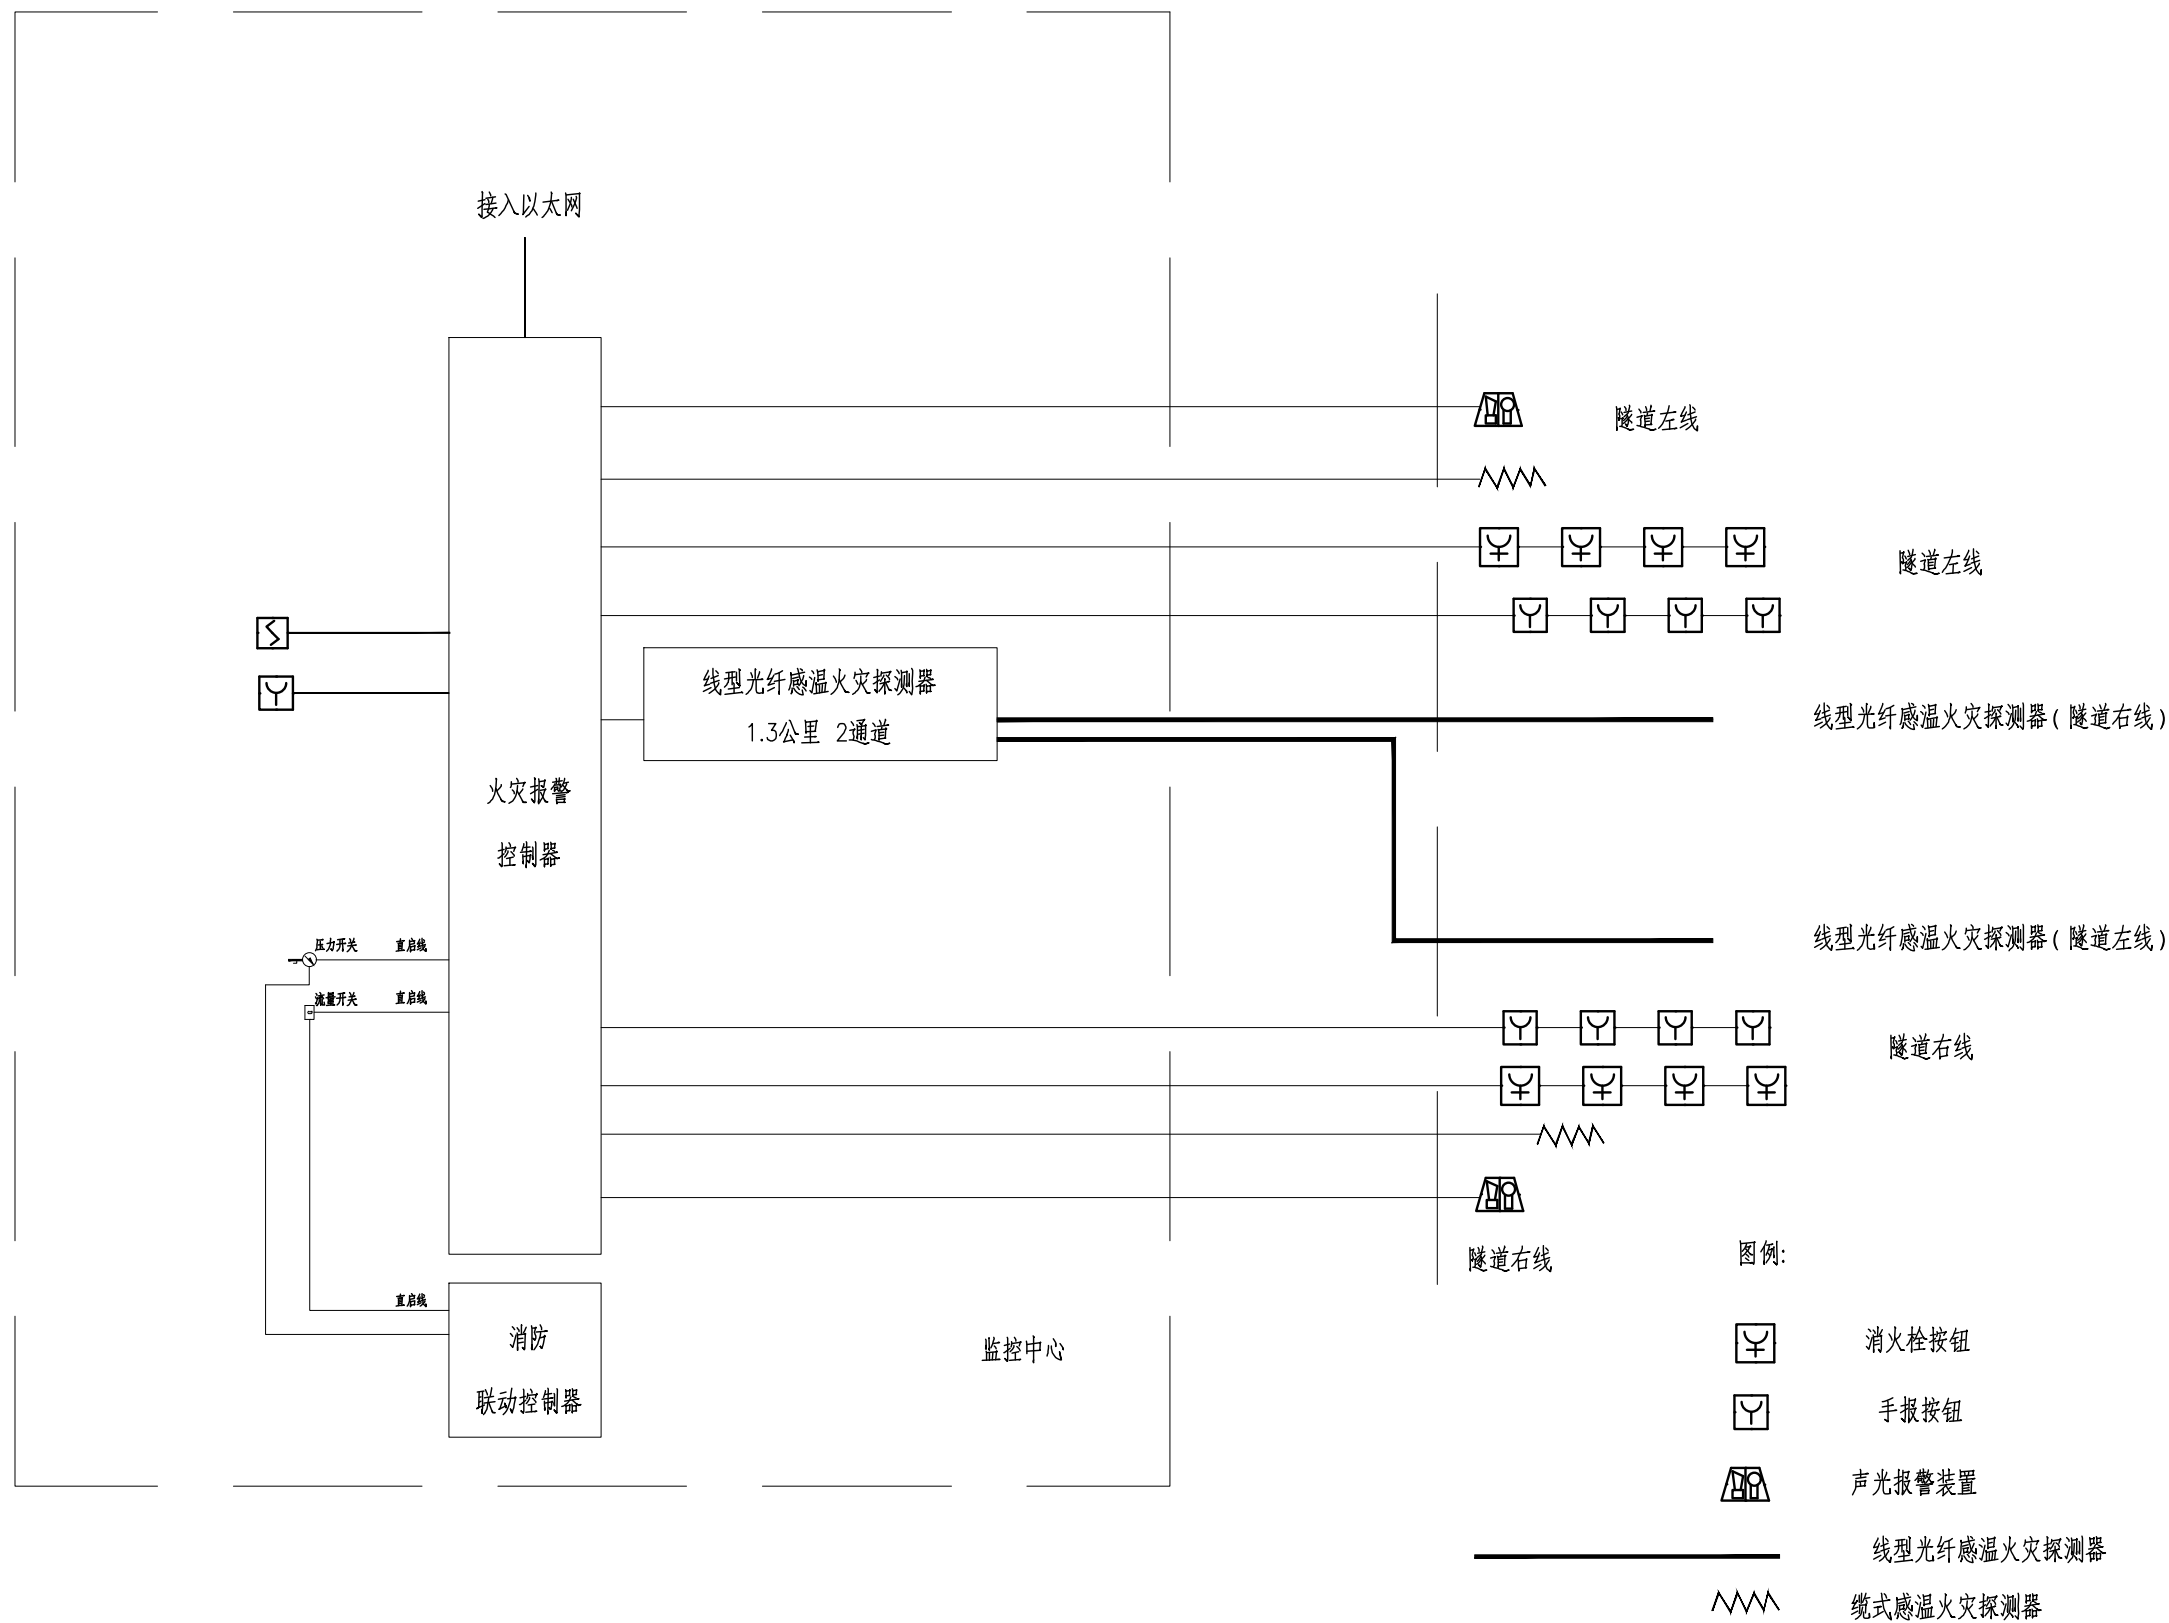 接入以太网
隧道左线
隧道左线
线型光纤感温火灾探测器
1.3公里 2通道
线型光纤感温火灾探测器(隧道右线)
火灾报警
控制器
线型光纤感温火灾探测器(隧道左线)
压力开关
直启线
流量开关
直启线
隧道右线
隧道右线
图例:
直启线
消防
联动控制器
监控中心
消火栓按钮
手报按钮
声光报警装置
线型光纤感温火灾探测器
缆式感温火灾探测器